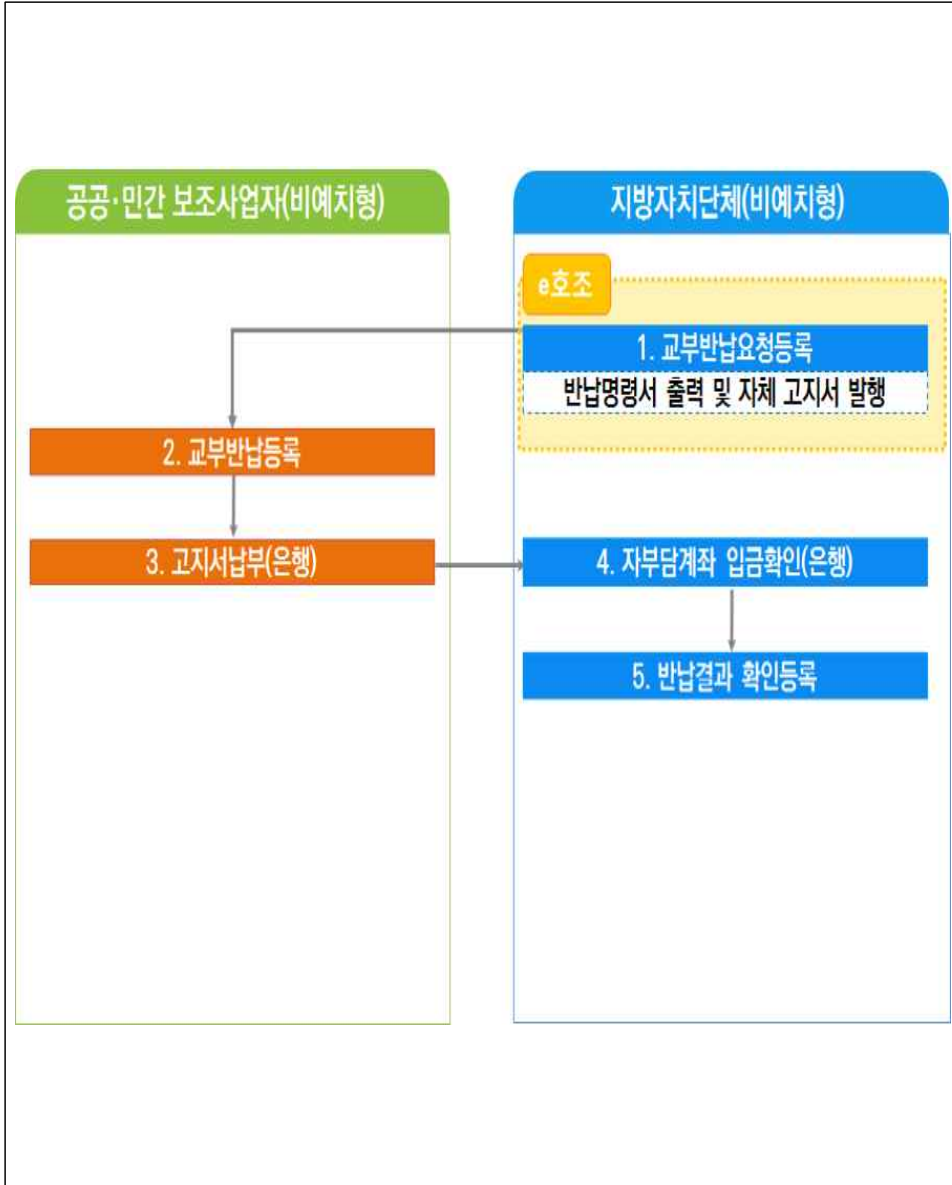 공공·민간 보조사업자(비예치형)
지방자치단체(비예치형)
e호조
1. 교부반납요청등록
반납명령서 출력 및 자체 고지서 발행
2. 교부반납등록
3. 고지서납부(은행)
4. 자부담계좌 입금확인(은행)
5. 반납결과 확인등록